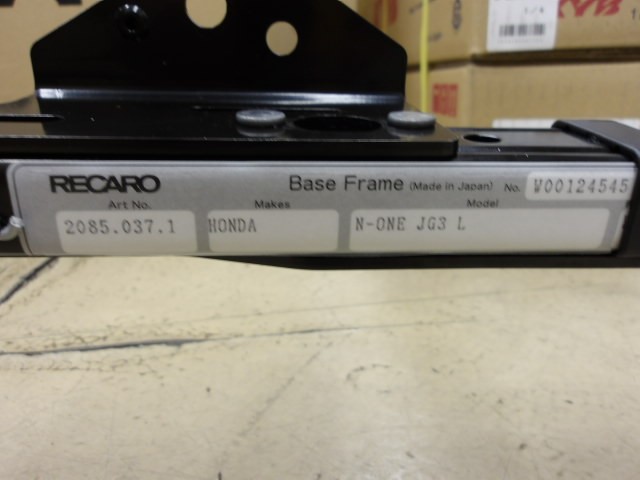 RECARO Base Frame (Made in Japan) No. W00124545
Art No. Makes Model
2085.037.1 HONDA N-ONE JG3 L